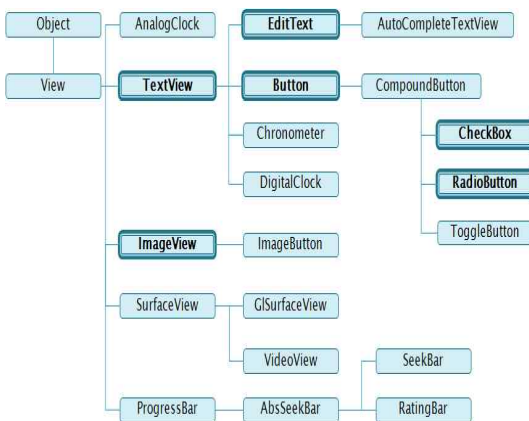 Object
AnalogClock
EditText
AutoCompleteTextView
View
TextView
Button
CompoundButton
Chronometer
CheckBox
DigitalClock
RadioButton
ToggleButton
ImageView
ImageButton
SurfaceView
GlSurfaceView
VideoView
SeekBar
ProgressBar
AbsSeekBar
RatingBar